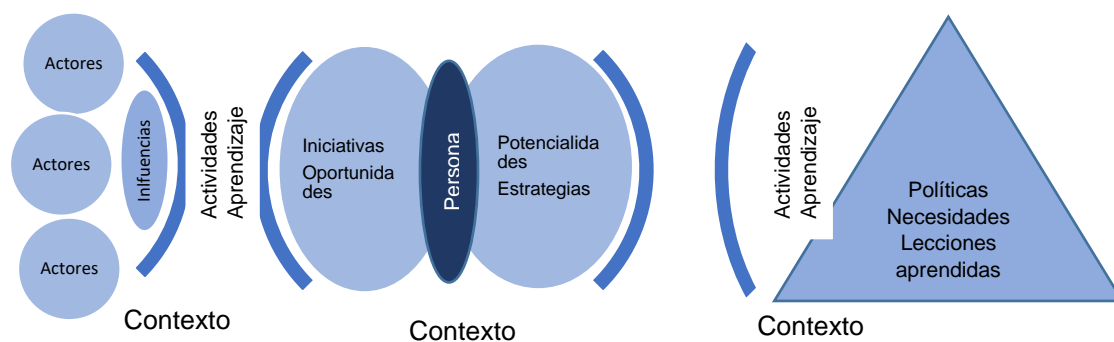 Actores
Actores
Actores
Inlfuencias
Actividades
Aprendizaje
Iniciativas
Oportunida
des
Persona
Potencialida
des
Estrategias
Actividades
Aprendizaje
Políticas
Necesidades
Lecciones
aprendidas
Contexto
Contexto
Contexto